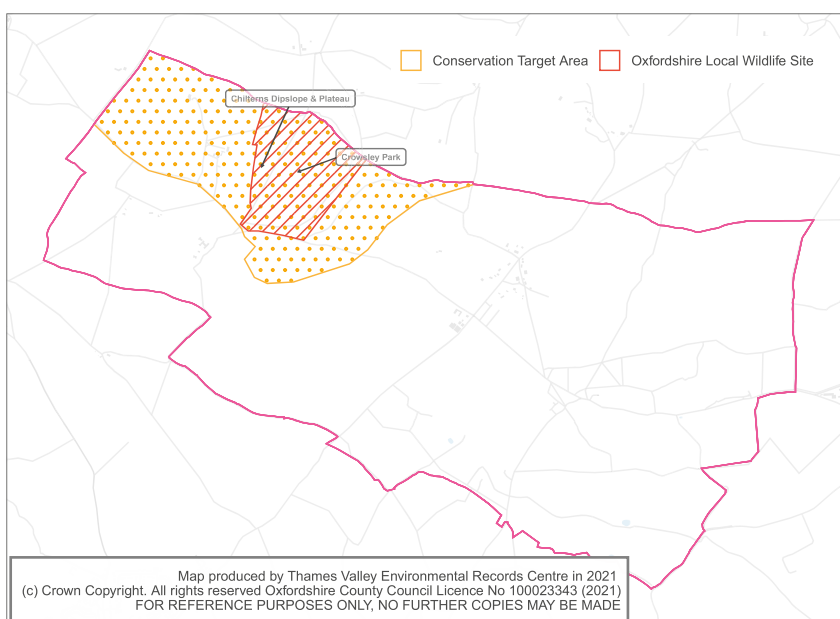 Conservation Target Area
Oxfordshire Local Wildlife Site
Chilterns Dipslope & Plateau
Crowsley Park
Map produced by Thames Valley Environmental Records Centre in 2021
(c) Crown Copyright. All rights reserved Oxfordshire County Council Licence No 100023343 (2021)
FOR REFERENCE PURPOSES ONLY, NO FURTHER COPIES MAY BE MADE